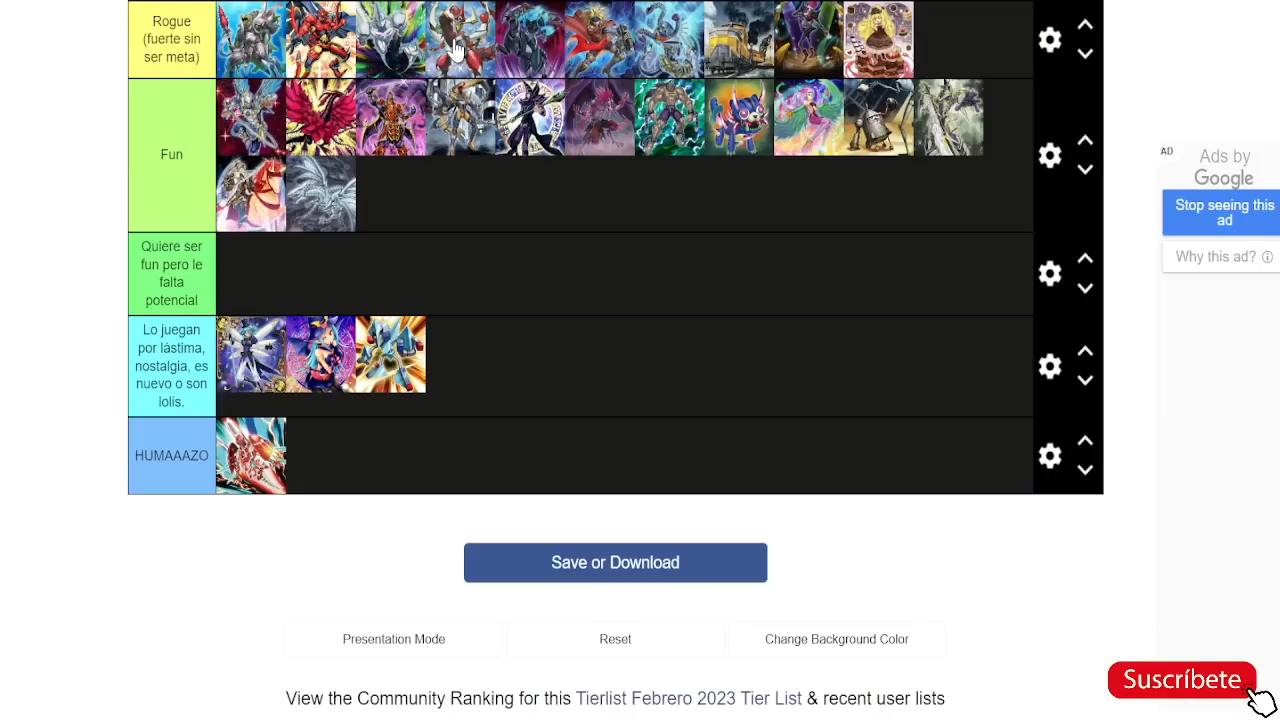 Rogue
(fuerte sin
ser meta)
Fun
Quiere ser
fun pero le
falta
potencial
Lo juegan
por lástima,
nostalgia, es
nuevo o son
lolis.
HUMAAAZO
AD
Ads by
Google
Stop seeing this
ad
Why this ad?
Save or Download
Presentation Mode
Reset
Change Background Color
Suscríbete
View the Community Ranking for this Tierlist Febrero 2023 Tier List & recent user lists